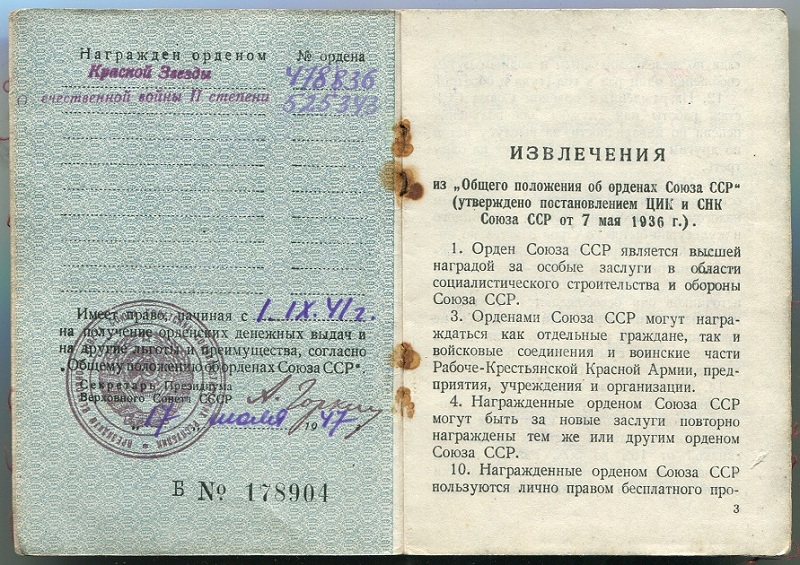 Награжден орденом № ордена
Красной Звезды 418836
Отечественной войны II степени 525343
Имеет право, начиная с 1.IX.41г.
на получение орденских денежных выдач и
на другие льготы и преимущества, согласно
„Общему положению об орденах Союза ССР“.
Секретарь Президиума
Верховного Совета СССР
А. Горкин
„17“ июля 1947 г.
Б № 178904
ИЗВЛЕЧЕНИЯ
из „Общего положения об орденах Союза ССР“
(утверждено постановлением ЦИК и СНК
Союза ССР от 7 мая 1936 г.).
1. Орден Союза ССР является высшей
наградой за особые заслуги в области
социалистического строительства и обороны
Союза ССР.
3. Орденами Союза ССР могут награ-
ждаться как отдельные граждане, так и
войсковые соединения и воинские части
Рабоче-Крестьянской Красной Армии, пред-
приятия, учреждения и организации.
4. Награжденные орденом Союза ССР
могут быть за новые заслуги повторно
награждены тем же или другим орденом
Союза ССР.
10. Награжденные орденом Союза ССР
пользуются лично правом бесплатного про-
3